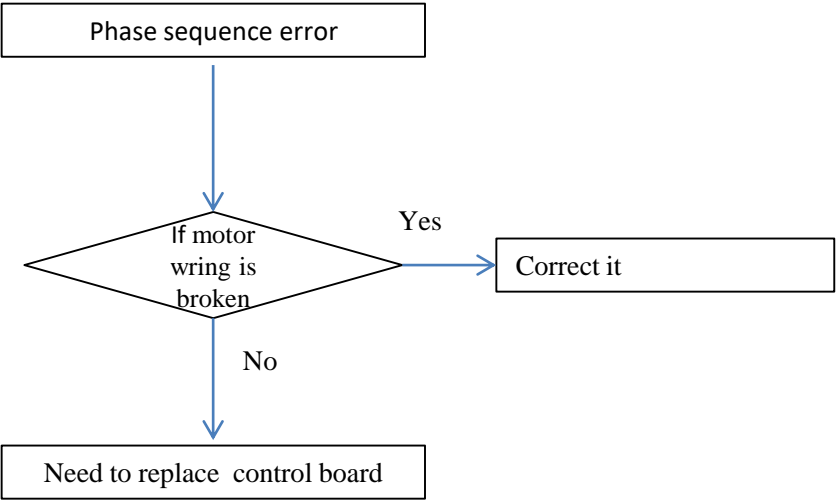 Phase sequence error
Yes
If motor
wring is
broken
Correct it
No
Need to replace control board